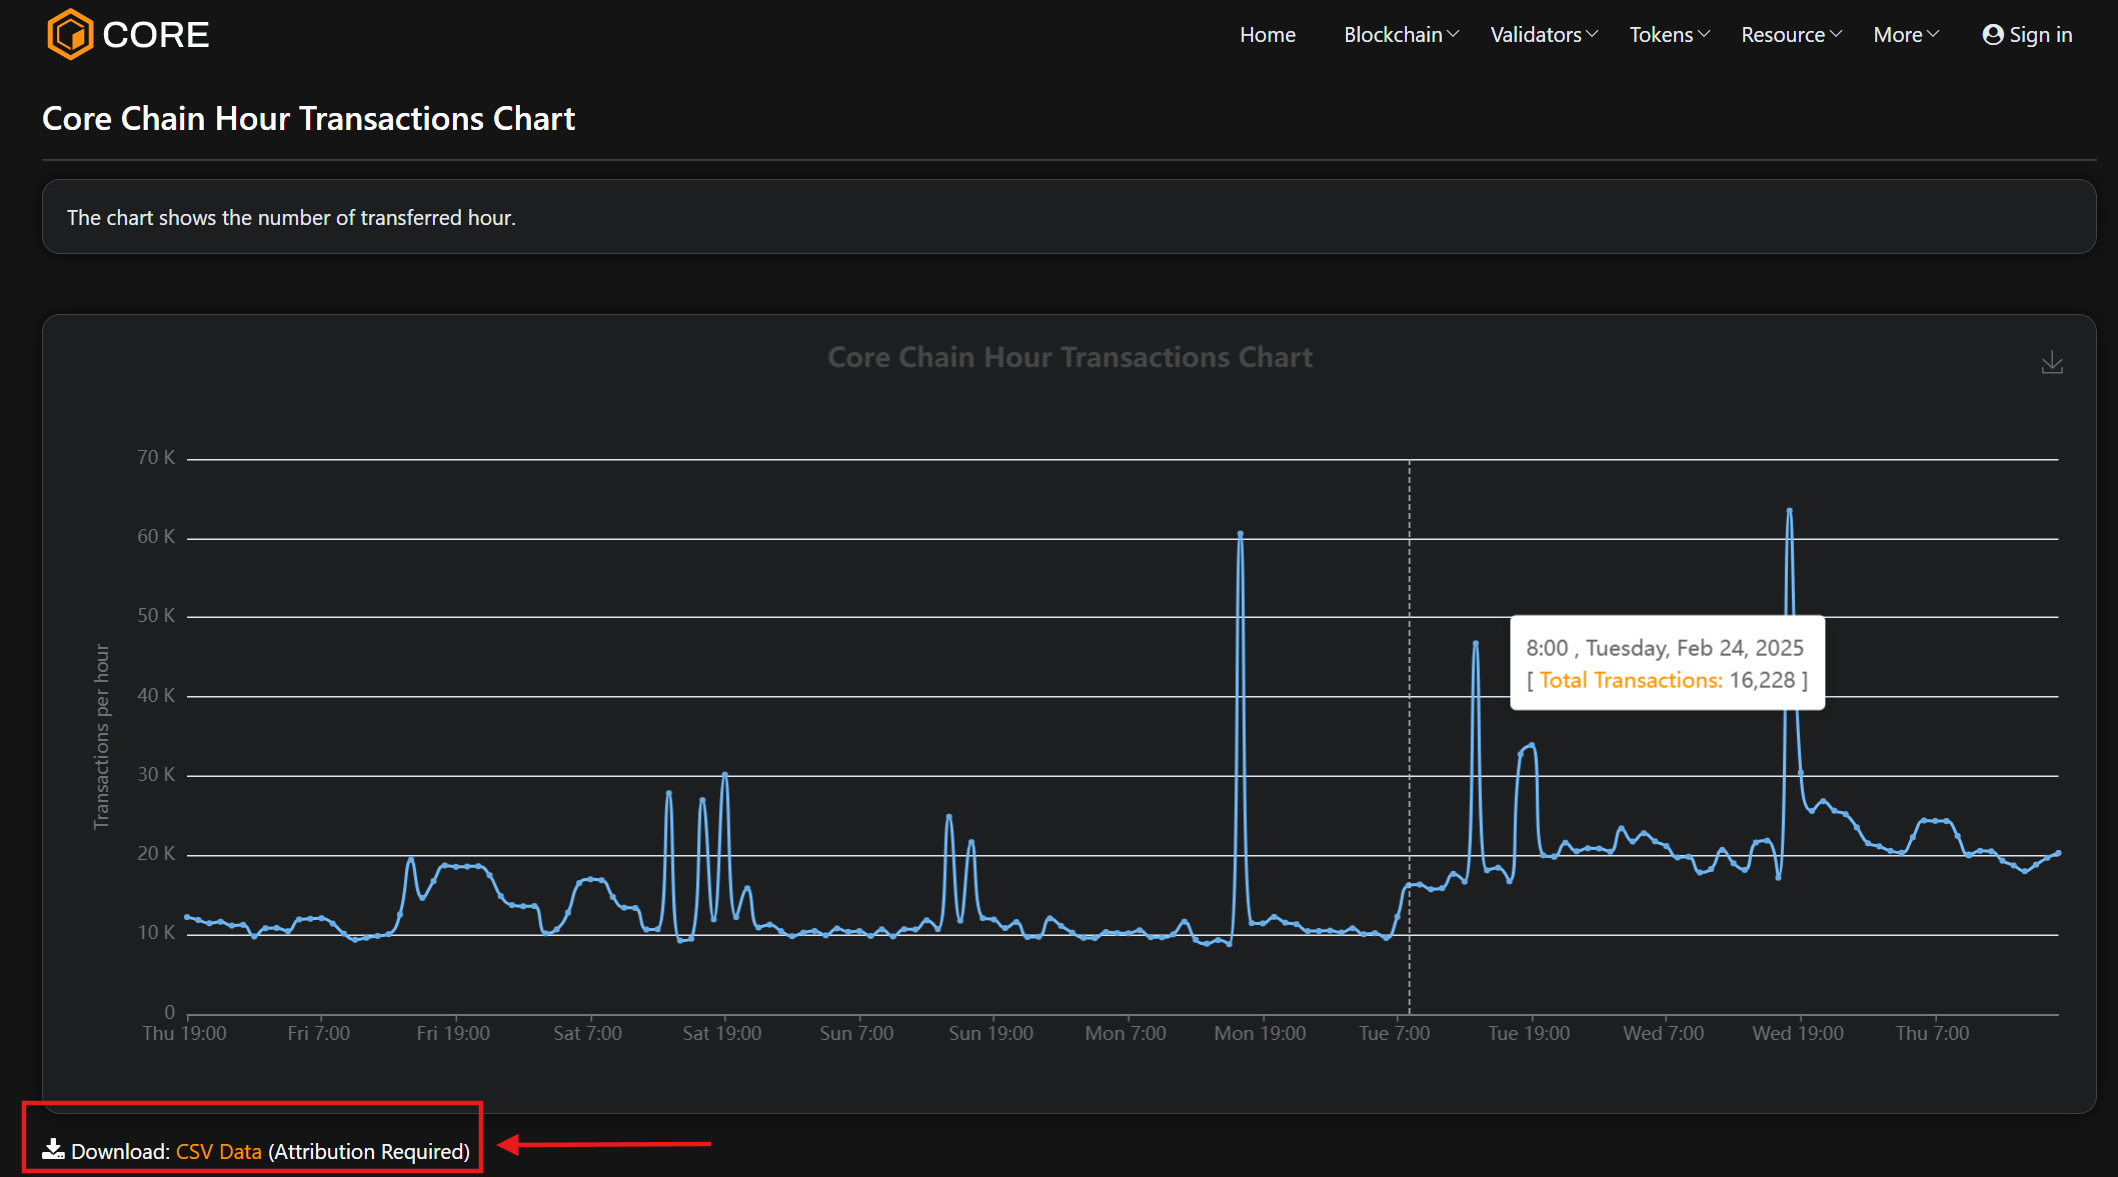 CORE
Home Blockchain Validators Tokens Resource More Sign in
Core Chain Hour Transactions Chart
The chart shows the number of transferred hour.
Core Chain Hour Transactions Chart
Transactions per hour
70 K
60 K
50 K
40 K
30 K
20 K
10 K
0
8:00 , Tuesday, Feb 24, 2025
[ Total Transactions: 16,228 ]
Thu 19:00 Fri 7:00 Fri 19:00 Sat 7:00 Sat 19:00 Sun 7:00 Sun 19:00 Mon 7:00 Mon 19:00 Tue 7:00 Tue 19:00 Wed 7:00 Wed 19:00 Thu 7:00
Download: CSV Data (Attribution Required)